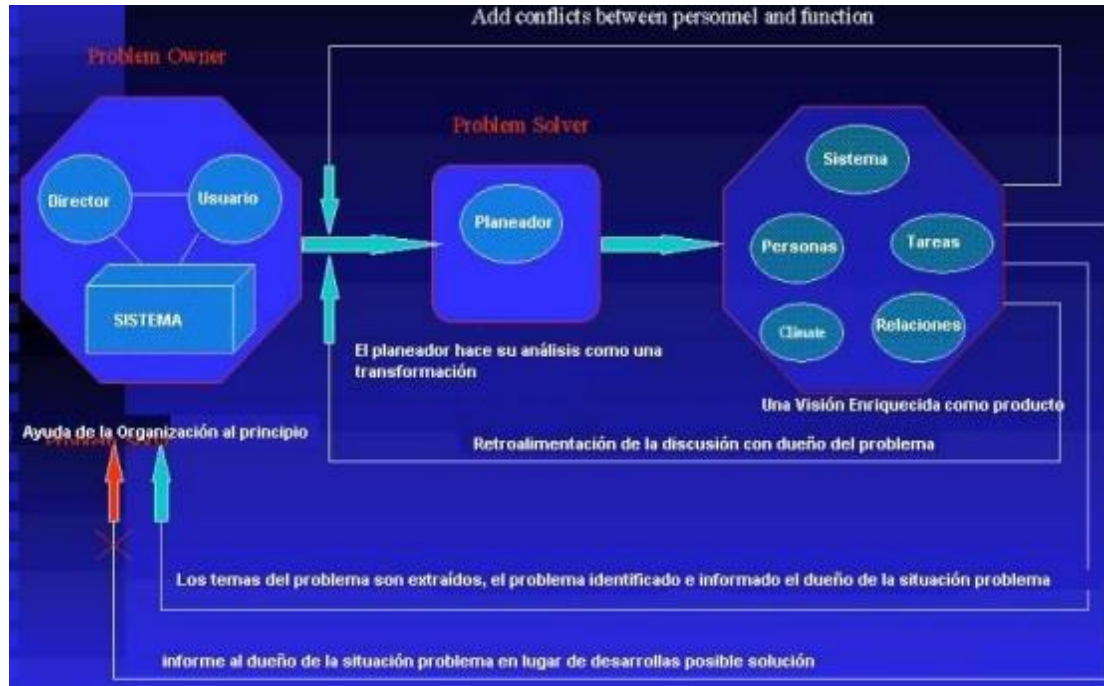 Add conflicts between personnel and function
Problem Owner
Problem Solver
Director
Usuario
SISTEMA
Planeador
Sistema
Personas
Tareas
Climate
Relaciones
El planeador hace su análisis como una
transformación
Una Visión Enriquecida como producto
Ayuda de la Organización al principio
Retroalimentación de la discusión con dueño del problema
Los temas del problema son extraídos, el problema identificado e informado el dueño de la situación problema
informe al dueño de la situación problema en lugar de desarrollas posible solución